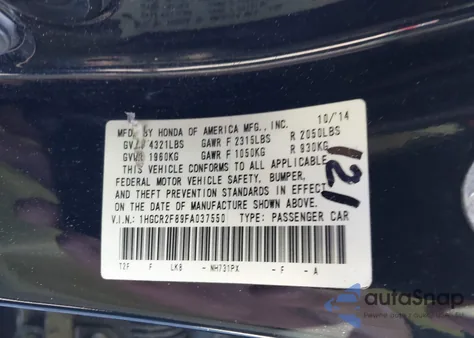 10/14
MFD. BY HONDA OF AMERICA MFG., INC.
GVWR 4321LBS GAWR F 2315LBS R 2050LBS
GVWR 1960KG GAWR F 1050KG R 930KG
THIS VEHICLE CONFORMS TO ALL APPLICABLE
FEDERAL MOTOR VEHICLE SAFETY, BUMPER,
AND THEFT PREVENTION STANDARDS IN EFFECT
ON THE DATE OF MANUFACTURE SHOWN ABOVE.
V.I.N.: 1HGCR2F89FA037550 TYPE: PASSENGER CAR
T2F F LK8 - NH731PX - F - A
121
autoSnap